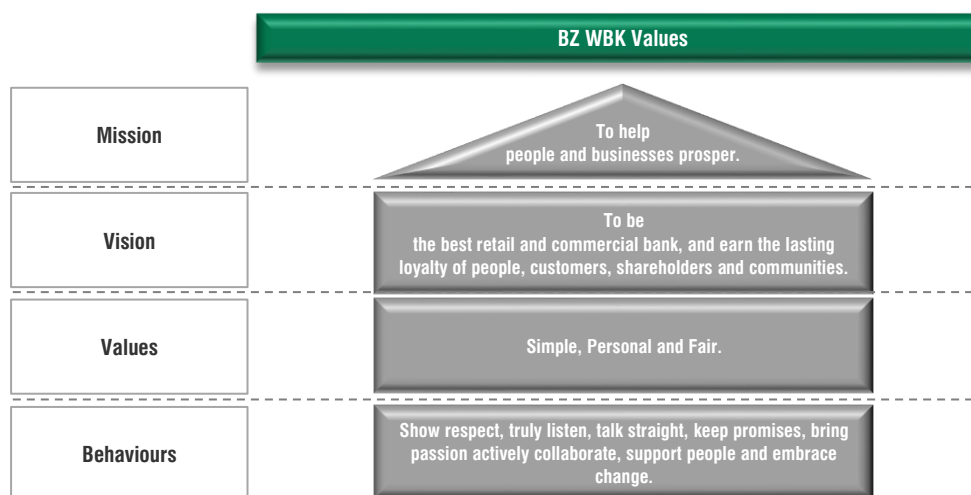 BZ WBK Values
Mission
To help
people and businesses prosper.
Vision
To be
the best retail and commercial bank, and earn the lasting
loyalty of people, customers, shareholders and communities.
Values
Simple, Personal and Fair.
Behaviours
Show respect, truly listen, talk straight, keep promises, bring
passion actively collaborate, support people and embrace
change.